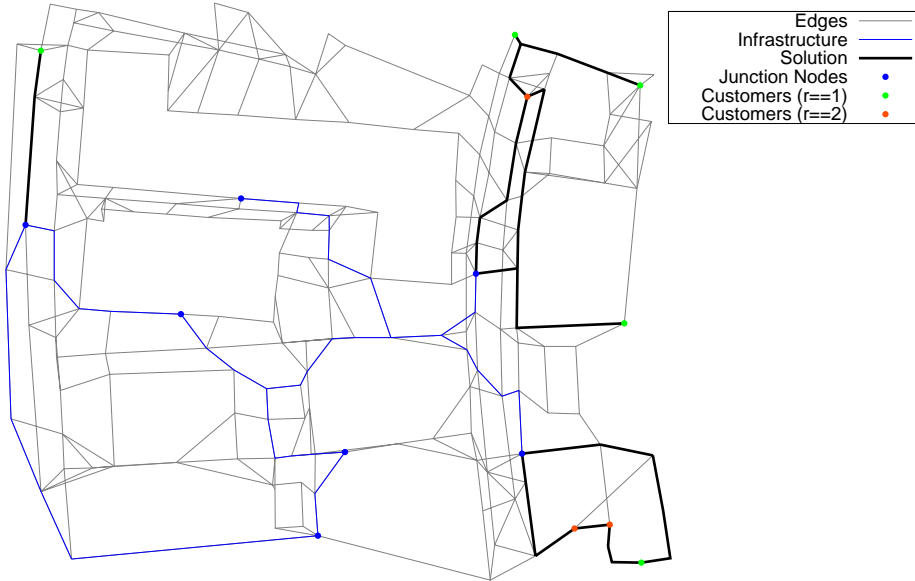 Edges
Infrastructure
Solution
Junction Nodes
Customers (r==1)
Customers (r==2)